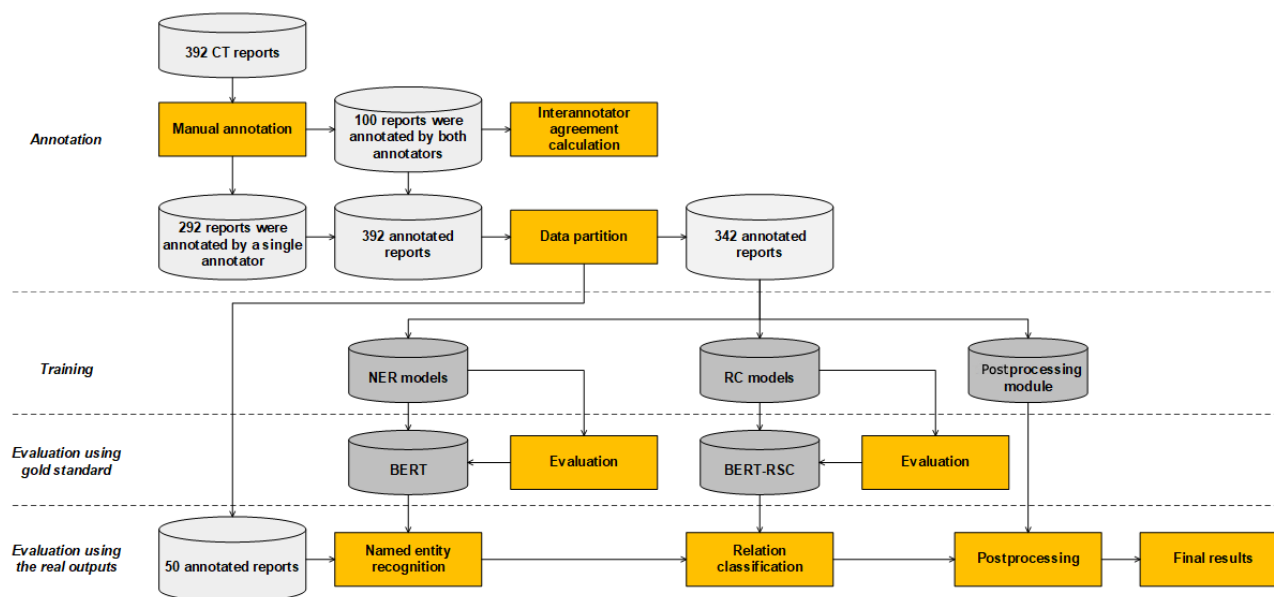 392 CT reports
Annotation
Manual annotation
100 reports were
annotated by both
annotators
Interannotator
agreement
calculation
292 reports were
annotated by a single
annotator
392 annotated
reports
Data partition
342 annotated
reports
Training
NER models
RC models
Postprocessing
module
Evaluation using
gold standard
BERT
Evaluation
BERT-RSC
Evaluation
Evaluation using
the real outputs
50 annotated reports
Named entity
recognition
Relation
classification
Postprocessing
Final results